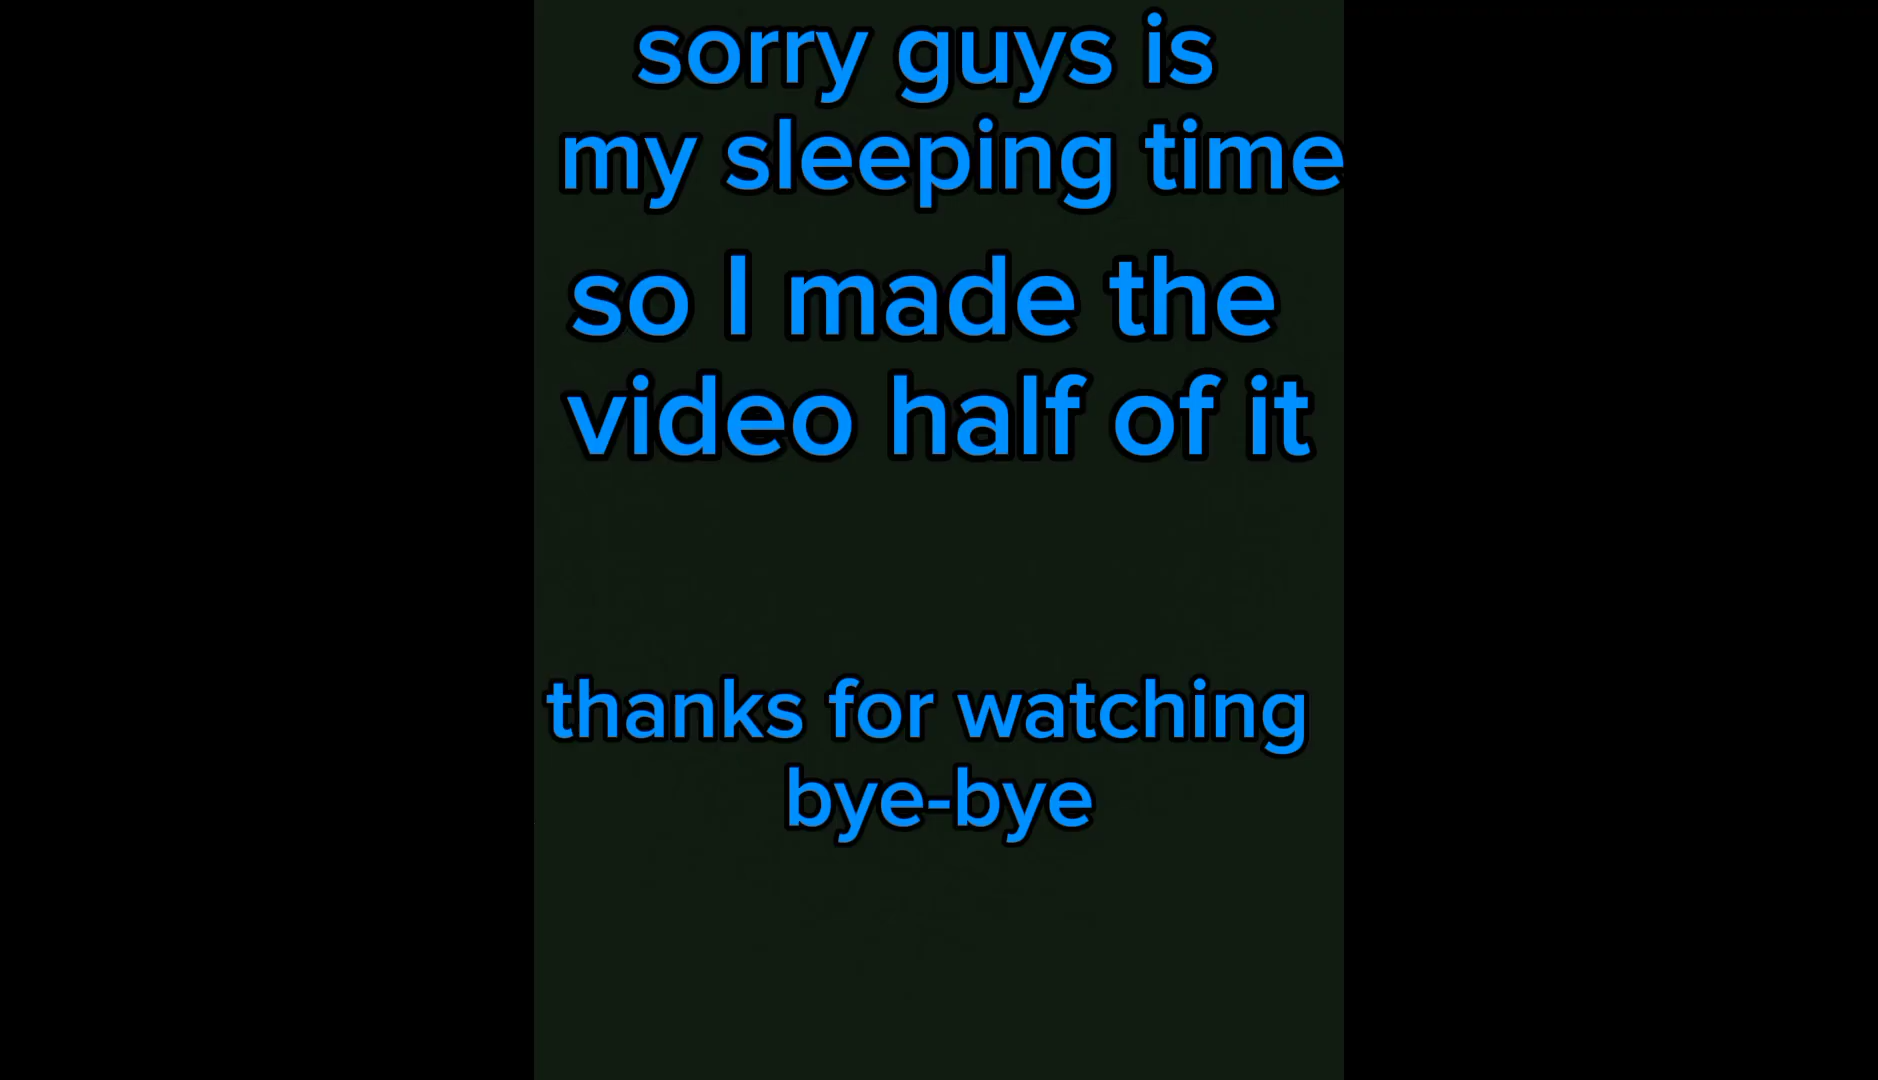 sorry guys is
my sleeping time
so I made the
video half of it
thanks for watching
bye-bye